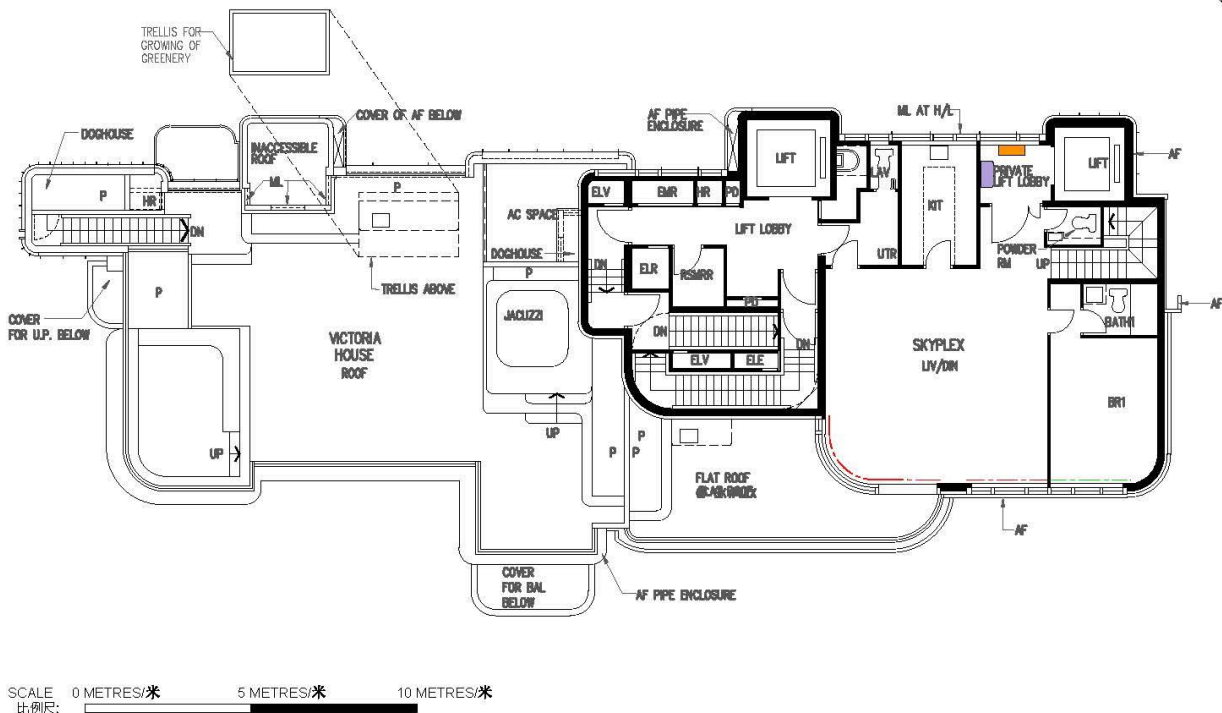 TRELLIS FOR
GROWING OF
GREENERY
COVER OF AF BELOW
AF PIPE
ENCLOSURE
ML AT H/L
DOGHOUSE
INACCESSIBLE
ROOF
ML
P
HR
DN
P
AC SPACE
DOGHOUSE
ELV
EMR
HR
PD
LIFT
LAV
KIT
PRIVATE
LIFT LOBBY
LIFT
AF
LIFT LOBBY
UTR
POWDER
RM
UP
P
TRELLIS ABOVE
P
JACUZZI
DN
ELR
RSMRR
PD
DN
DN
ELV
ELE
AF
BATH1
COVER
FOR U.P. BELOW
VICTORIA
HOUSE
ROOF
SKYPLEX
LIV/DIN
BR1
UP
UP
P
P
P
FLAT ROOF
AF
COVER
FOR BAL
BELOW
AF PIPE ENCLOSURE
SCALE 0 METRES/米 5 METRES/米 10 METRES/米
比例尺: